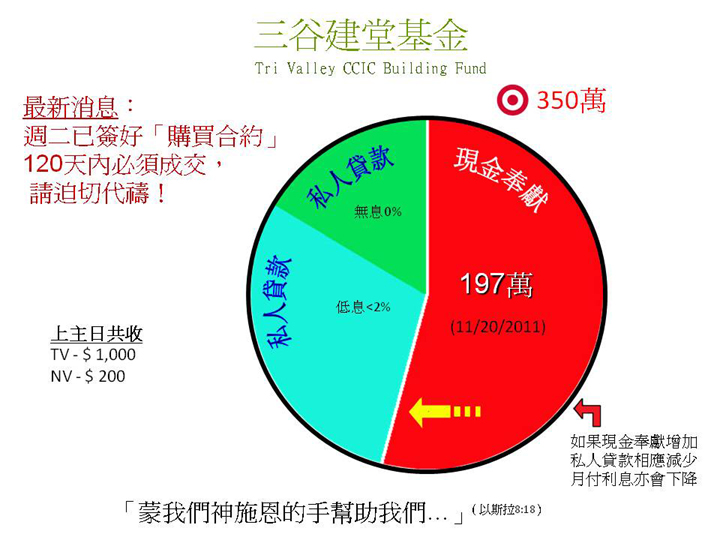 三谷建堂基金
Tri Valley CCIC Building Fund
350萬
最新消息：
週二已簽好「購買合約」
120天內必須成交，
請迫切代禱！
私人貸款
無息0%
現金奉獻
197萬
(11/20/2011)
私人貸款
低息<2%
上主日共收
TV - $ 1,000
NV - $ 200
如果現金奉獻增加
私人貸款相應減少
月付利息亦會下降
「蒙我們神施恩的手幫助我們…」( 以斯拉8:18 )